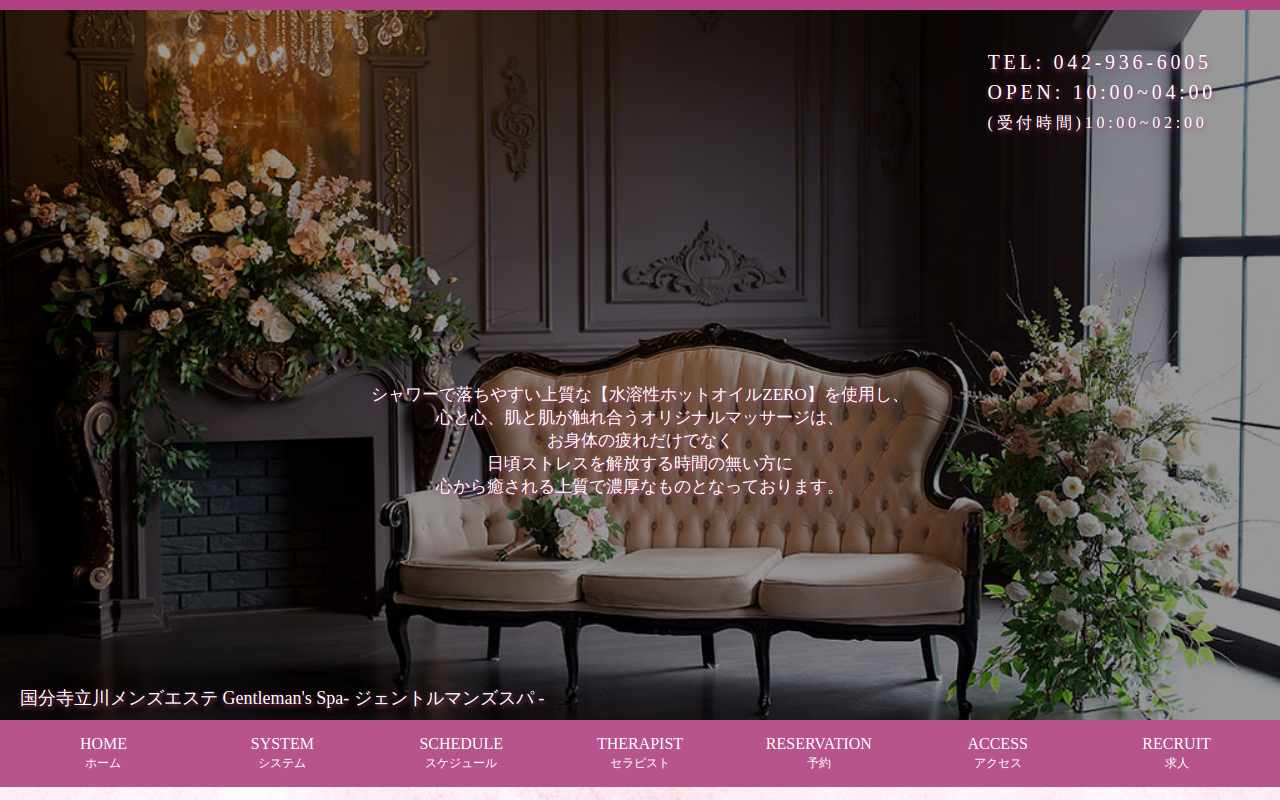 TEL: 042-936-6005
OPEN: 10:00~04:00
(受付時間)10:00~02:00
シャワーで落ちやすい上質な【水溶性ホットオイルZERO】を使用し、
心と心、肌と肌が触れ合うオリジナルマッサージは、
お身体の疲れだけでなく
日頃ストレスを解放する時間の無い方に
心から癒される上質で濃厚なものとなっております。
国分寺立川メンズエステ Gentleman's Spa- ジェントルマンズスパ -
HOME SYSTEM SCHEDULE THERAPIST RESERVATION ACCESS RECRUIT
ホーム システム スケジュール セラピスト 予約 アクセス 求人